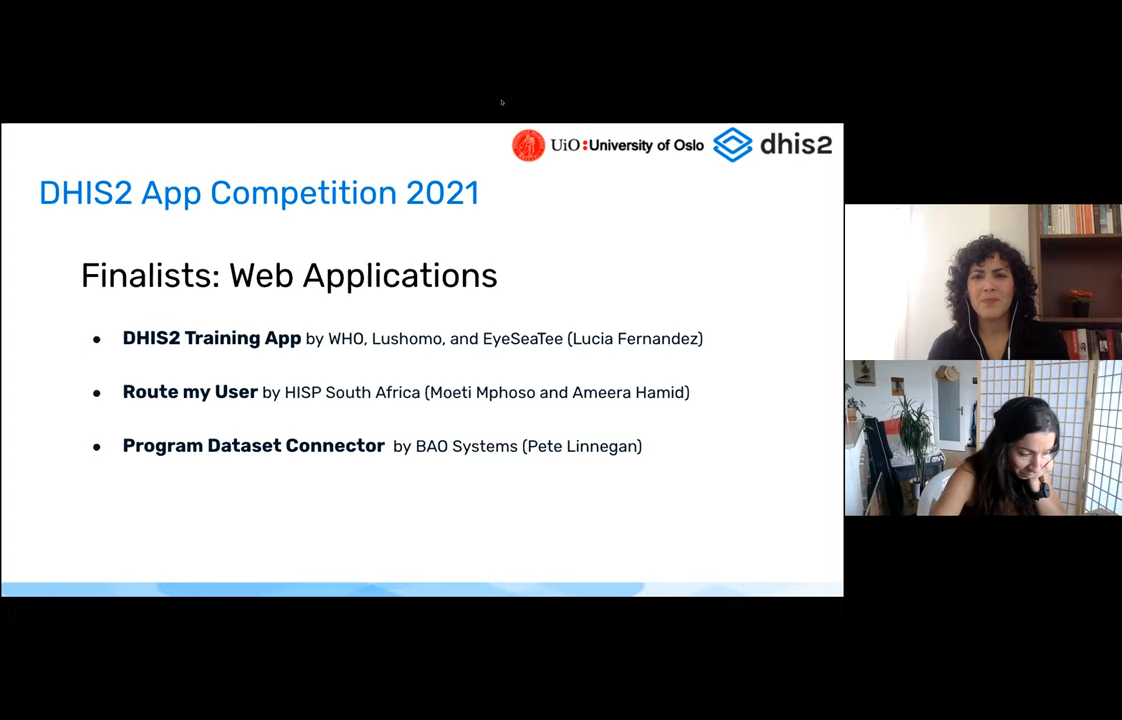 UiO:University of Oslo dhis2
DHIS2 App Competition 2021
Finalists: Web Applications
• DHIS2 Training App by WHO, Lushomo, and EyeSeaTee (Lucia Fernandez)
• Route my User by HISP South Africa (Moeti Mphoso and Ameera Hamid)
• Program Dataset Connector by BAO Systems (Pete Linnegan)